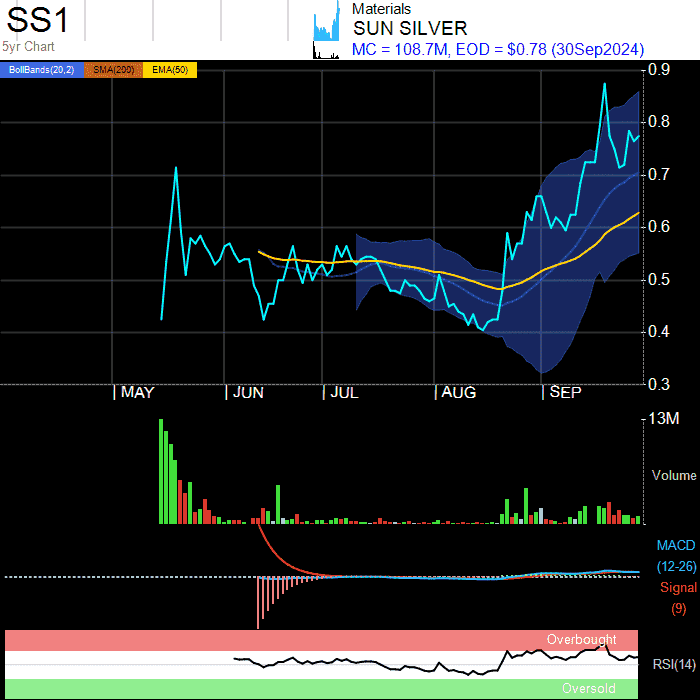 SS1
5yr Chart
Materials
SUN SILVER
MC = 108.7M, EOD = $0.78 (30Sep2024)
BollBands(20,2) SMA(200) EMA(50)
0.9
0.8
0.7
0.6
0.5
0.4
0.3
MAY JUN JUL AUG SEP
13M
Volume
MACD
(12-26)
Signal
(9)
Overbought
RSI(14)
Oversold